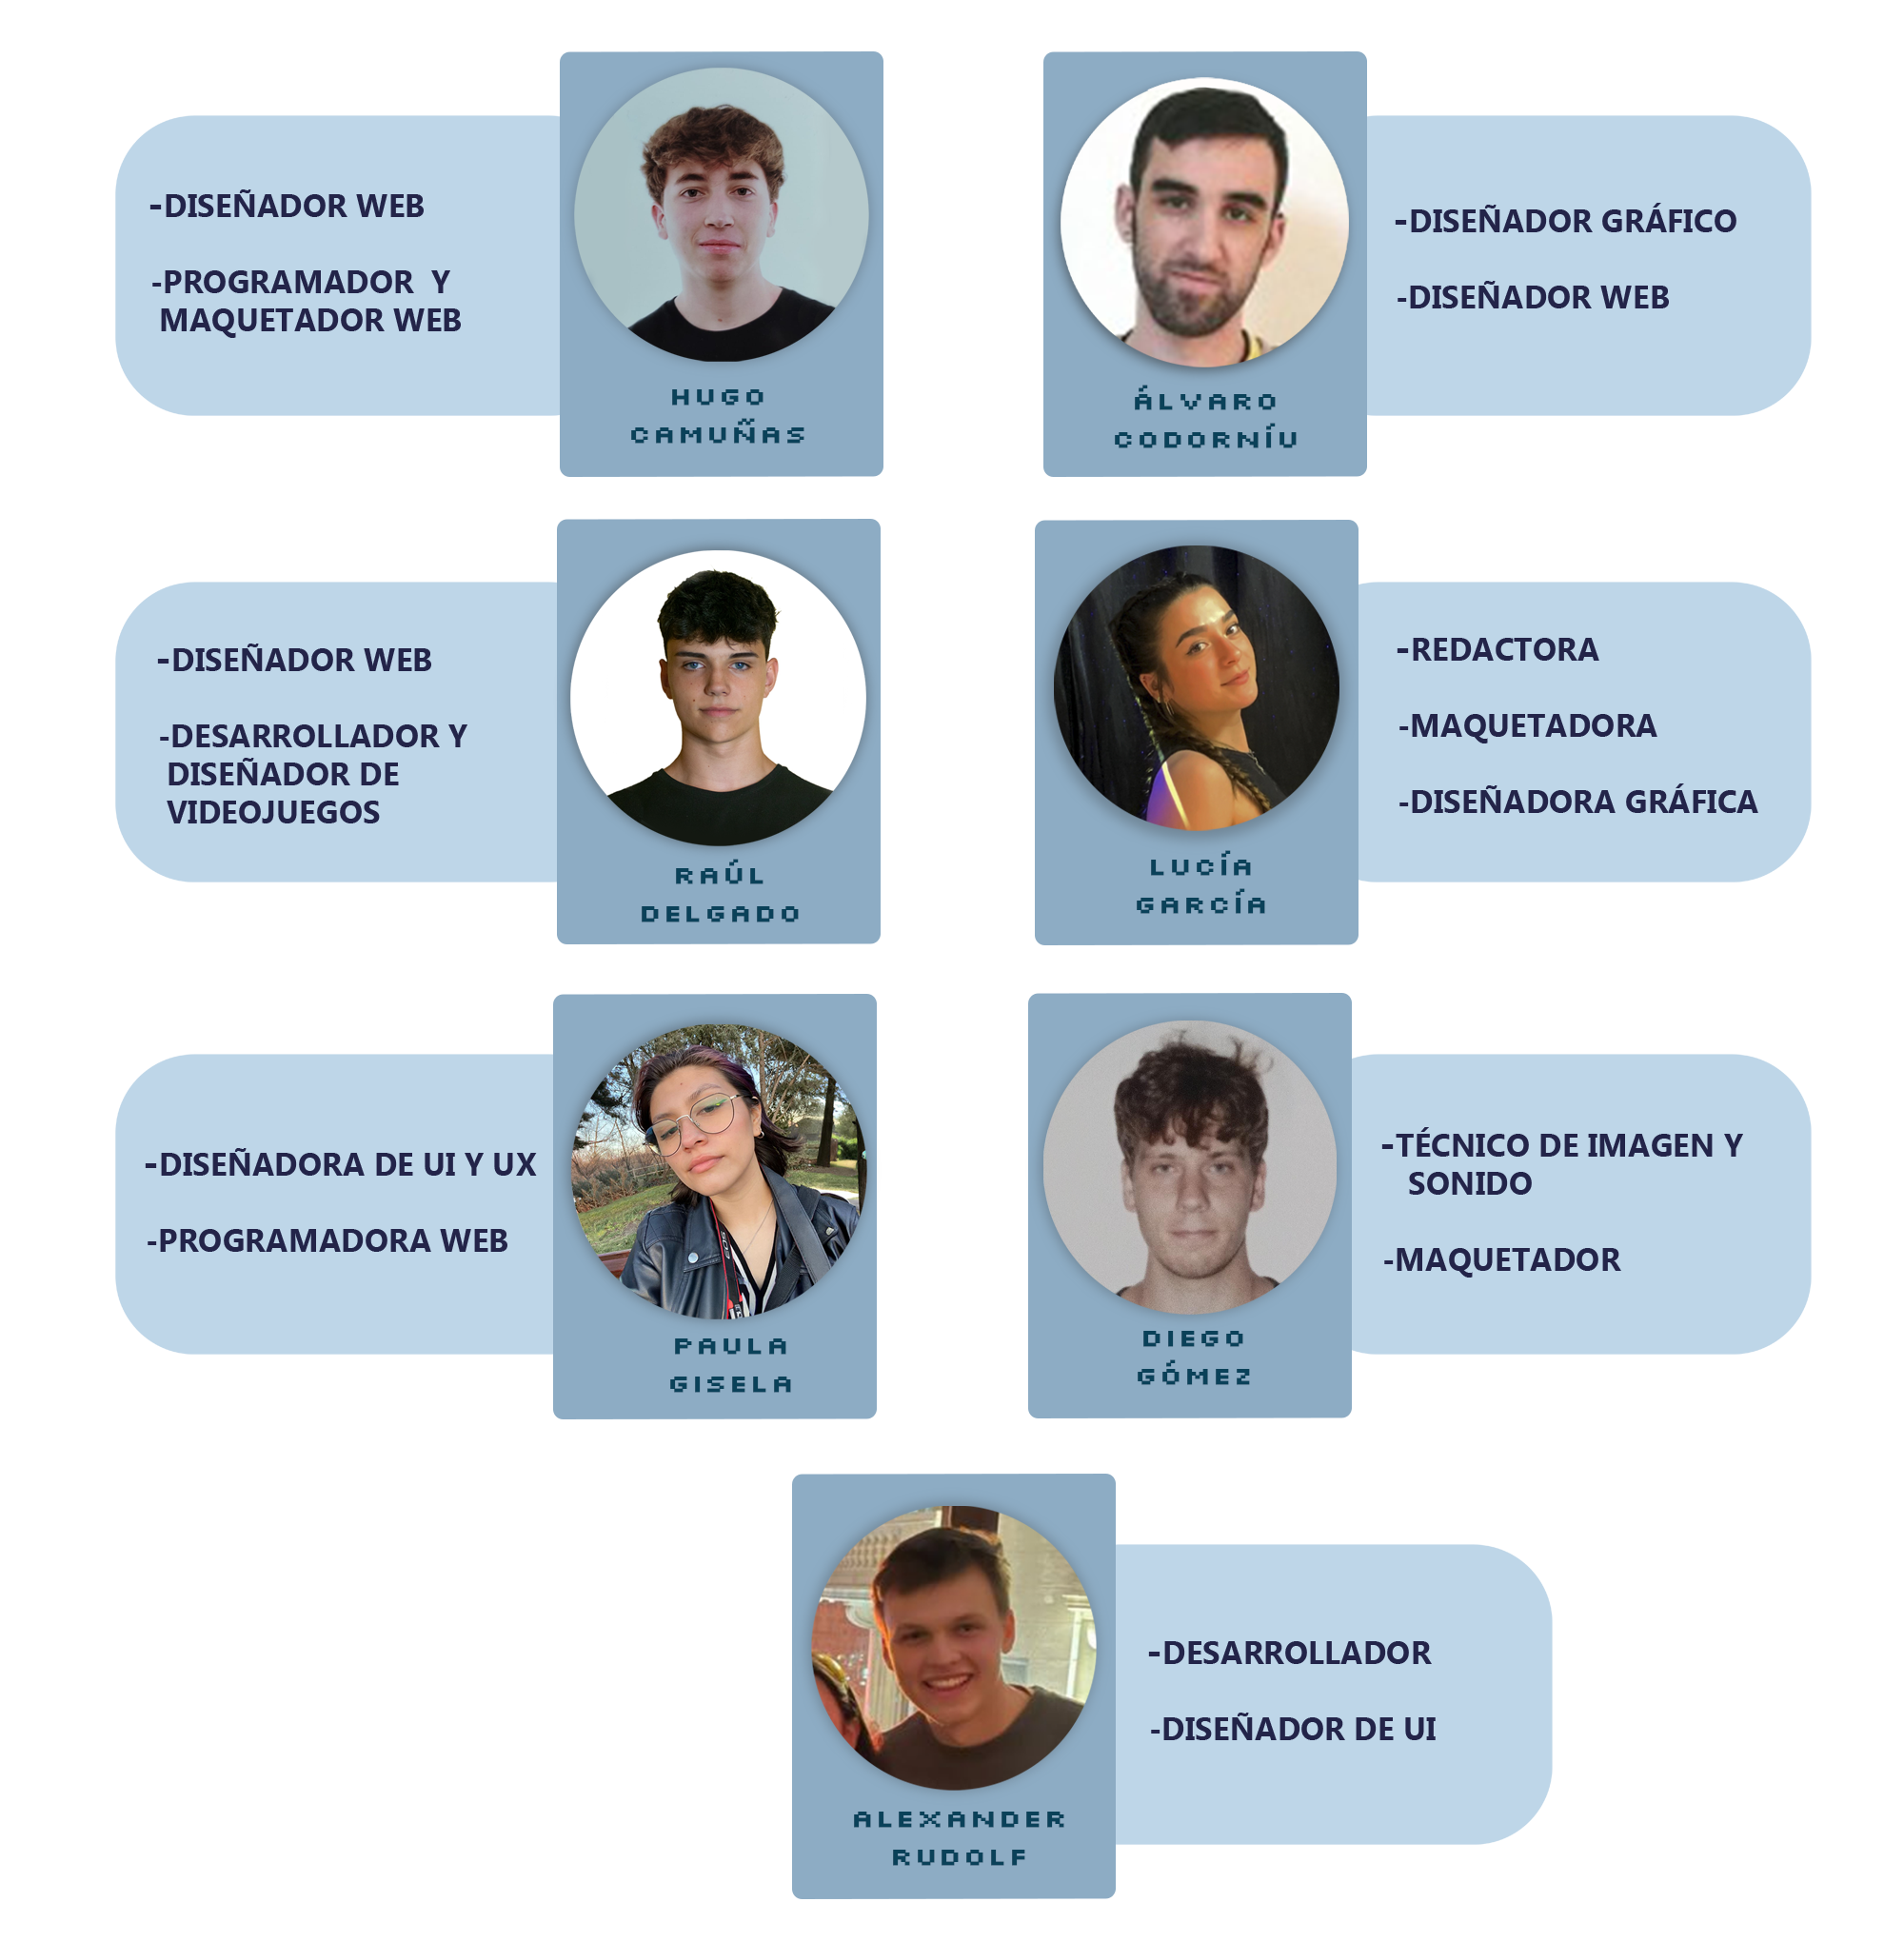 -DISEÑADOR WEB
-PROGRAMADOR Y
MAQUETADOR WEB
HUGO
CAMUÑAS
ÁLVARO
CODORNÍU
-DISEÑADOR GRÁFICO
-DISEÑADOR WEB
-DISEÑADOR WEB
-DESARROLLADOR Y
DISEÑADOR DE
VIDEOJUEGOS
RAÚL
DELGADO
LUCÍA
GARCÍA
-REDACTORA
-MAQUETADORA
-DISEÑADORA GRÁFICA
-DISEÑADORA DE UI Y UX
-PROGRAMADORA WEB
PAULA
GISELA
DIEGO
GÓMEZ
-TÉCNICO DE IMAGEN Y
SONIDO
-MAQUETADOR
ALEXANDER
RUDOLF
-DESARROLLADOR
-DISEÑADOR DE UI